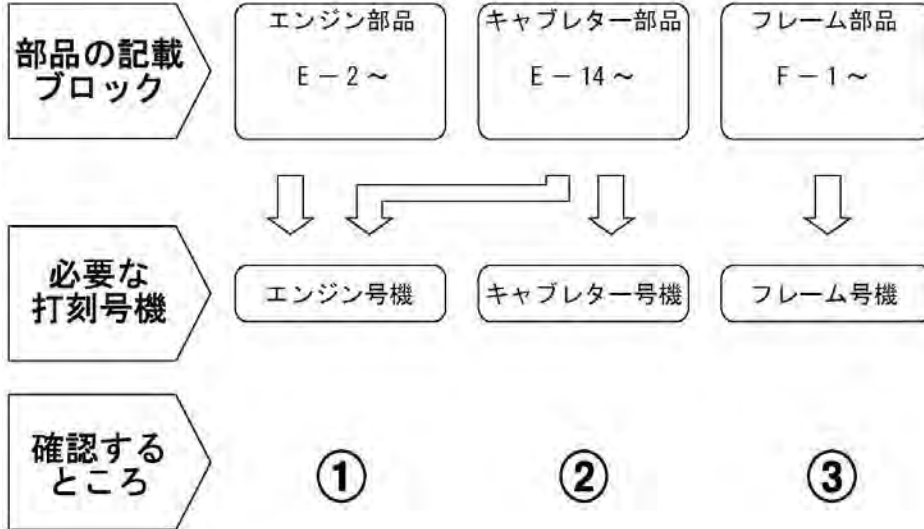 部品の記載
ブロック
エンジン部品
E－2～
キャブレター部品
E－14～
フレーム部品
F－1～
必要な
打刻号機
エンジン号機
キャブレター号機
フレーム号機
確認する
ところ
①
②
③